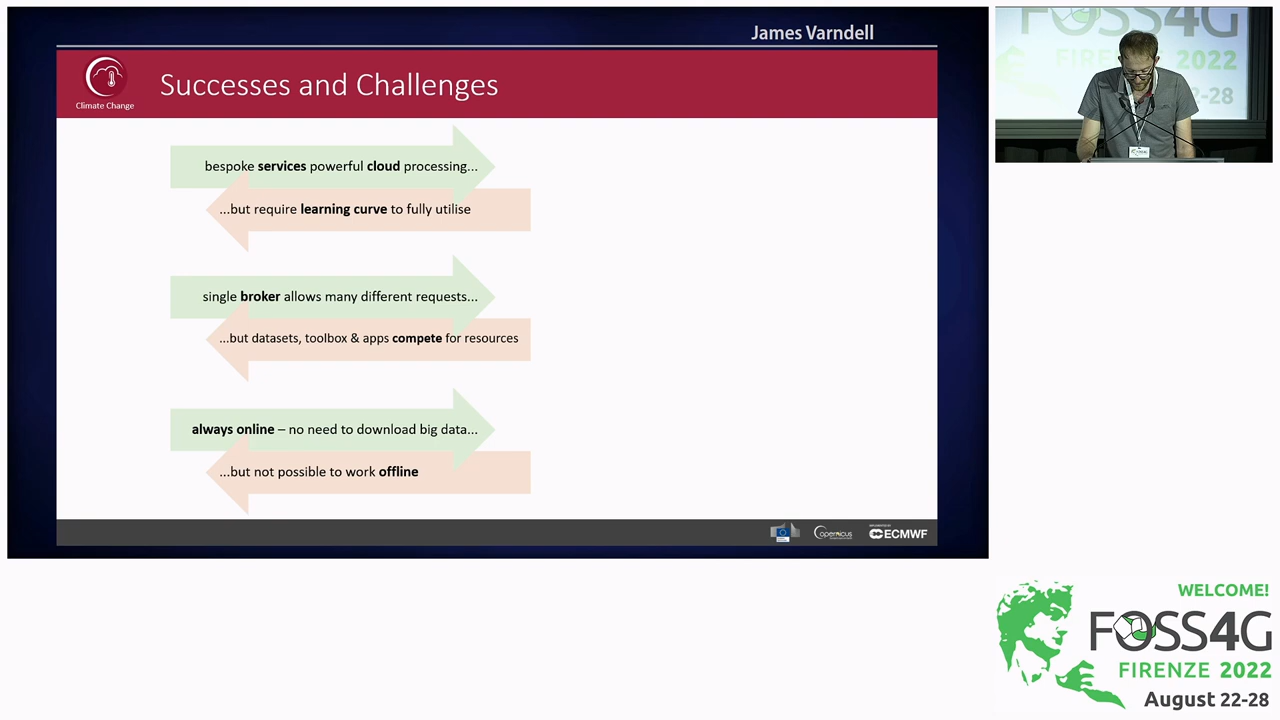 James Varndell
Climate Change
Successes and Challenges
bespoke services powerful cloud processing...
...but require learning curve to fully utilise
single broker allows many different requests...
...but datasets, toolbox & apps compete for resources
always online – no need to download big data...
...but not possible to work offline
Copernicus
ECMWF
FOSS4G
FIRENZE 2022
22-28
WELCOME!
FOSS4G
FIRENZE 2022
August 22-28